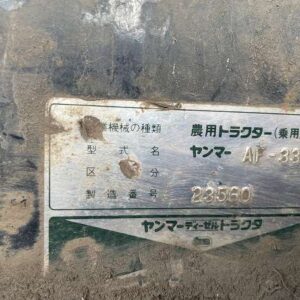 機械の種類 農用トラクター(乗用
型式名 ヤンマー AF-33
区分
製造番号 23560
ヤンマーディーゼルトラクタ